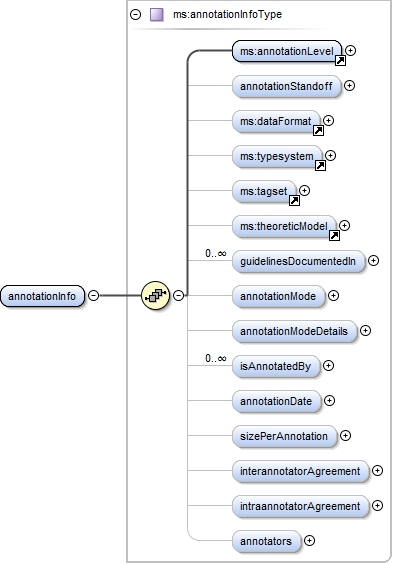 ms:annotationInfoType
ms:annotationLevel
annotationStandoff
ms:dataFormat
ms:typesystem
ms:tagset
ms:theoreticModel
0..∞
guidelinesDocumentedIn
annotationInfo
annotationMode
annotationModeDetails
0..∞
isAnnotatedBy
annotationDate
sizePerAnnotation
interannotatorAgreement
intraannotatorAgreement
annotators